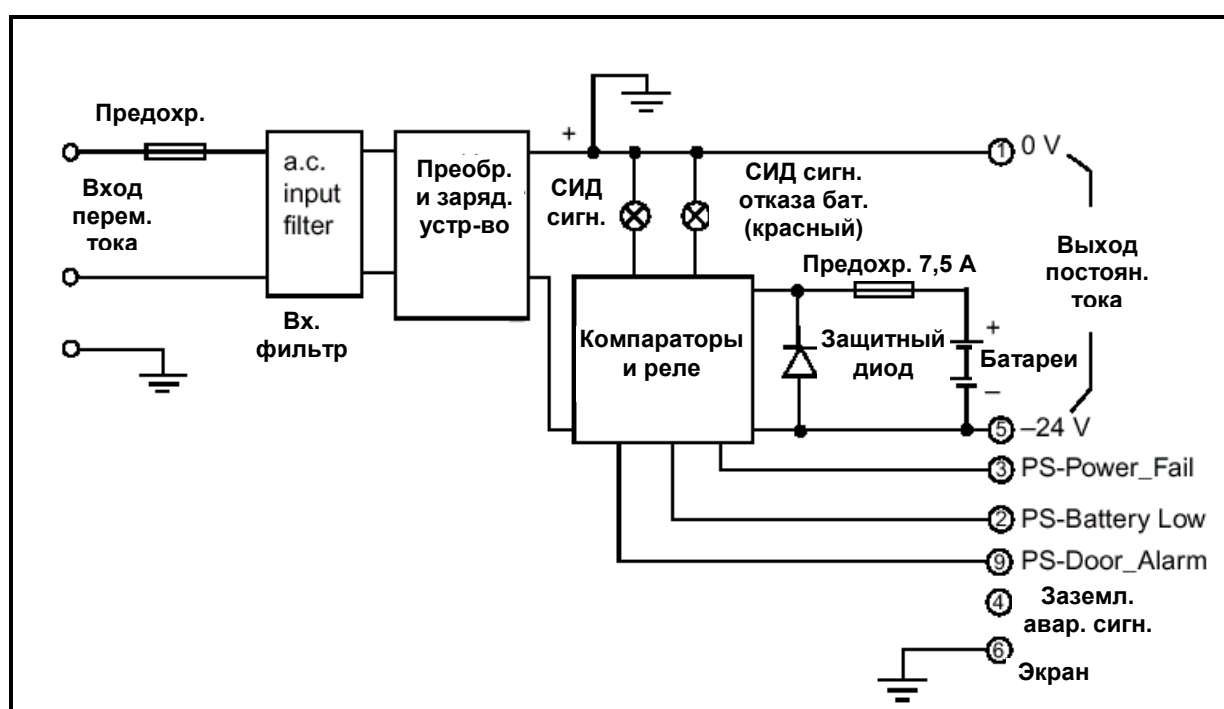 Предохр.
Вход
перем.
тока
a.c.
input
filter
Вх.
фильтр
Преобр.
и заряд.
устр-во
+
СИД
сигн.
СИД сигн.
отказа бат.
(красный)
1 0 V
Выход
постоян.
тока
Предохр. 7,5 А
Компараторы
и реле
Защитный
диод
+
Батареи
–
5 –24 V
3 PS-Power_Fail
2 PS-Battery Low
9 PS-Door_Alarm
4 Заземл.
авар. сигн.
6 Экран